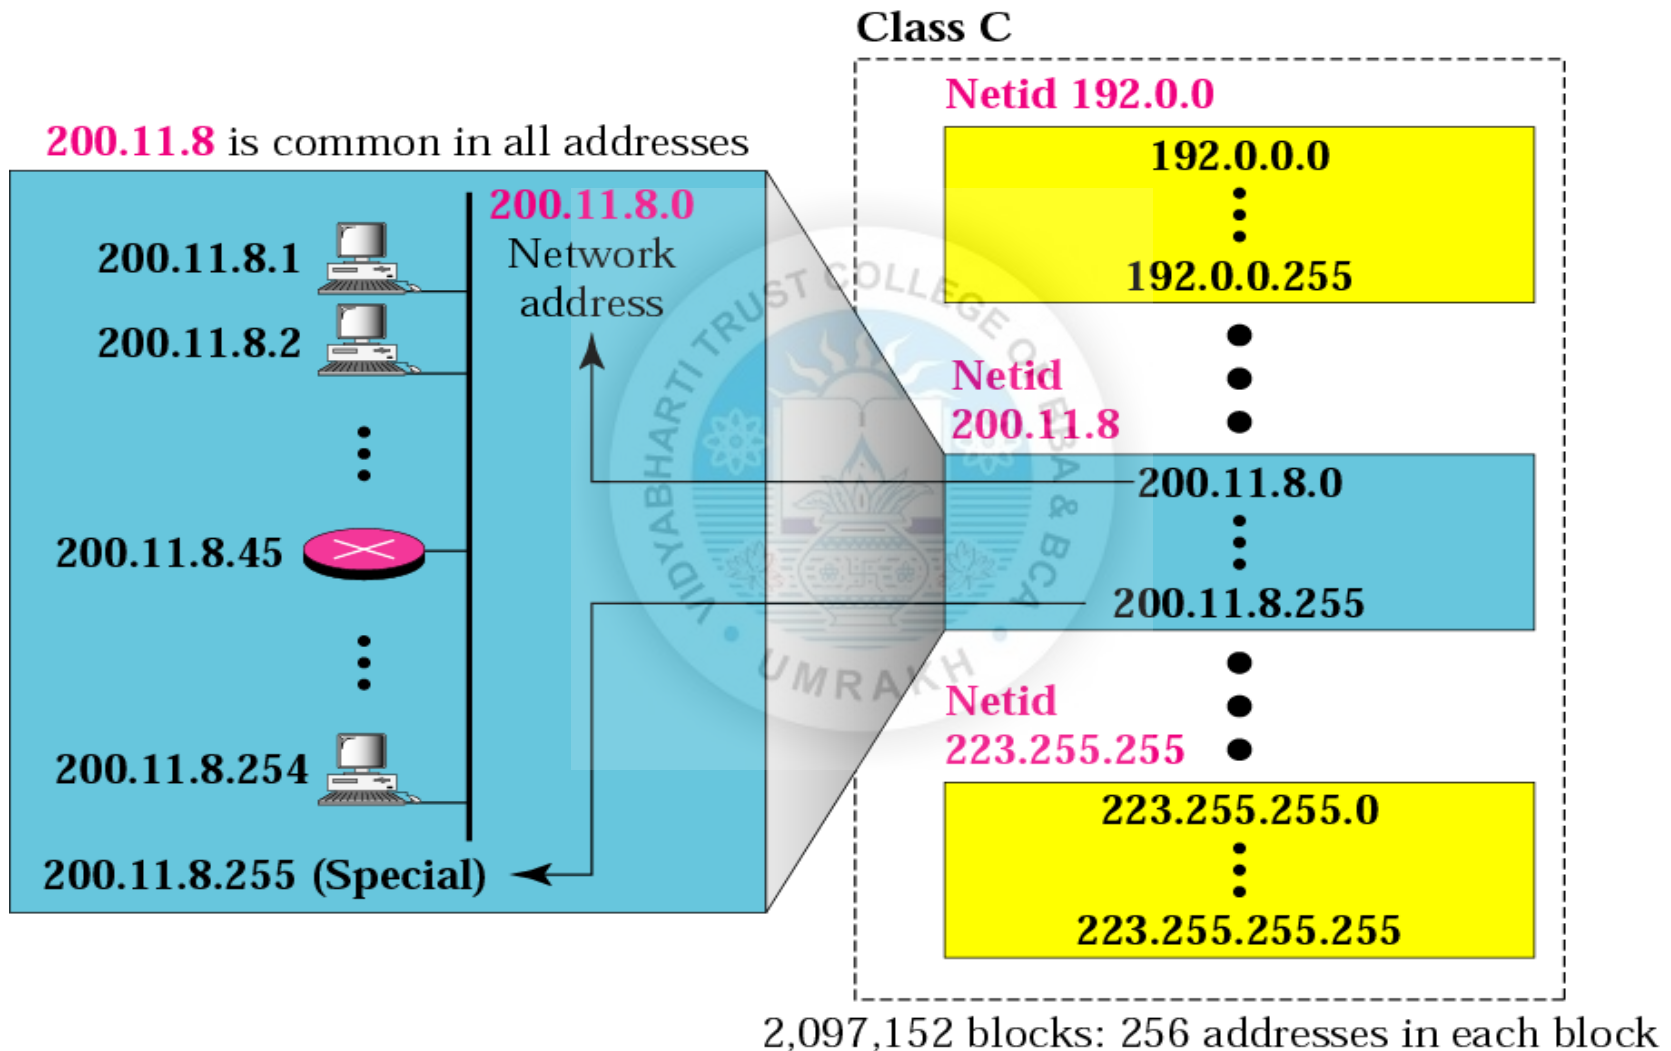 Class C
Netid 192.0.0
192.0.0.0
192.0.0.255
Netid
200.11.8
200.11.8.0
200.11.8.255
Netid
223.255.255
223.255.255.0
223.255.255.255
2,097,152 blocks: 256 addresses in each block
200.11.8 is common in all addresses
200.11.8.0
Network
address
200.11.8.1
200.11.8.2
200.11.8.45
200.11.8.254
200.11.8.255 (Special)
VIDYABHARTI TRUST COLLEGE OF BBA & BCA
UMRAKH